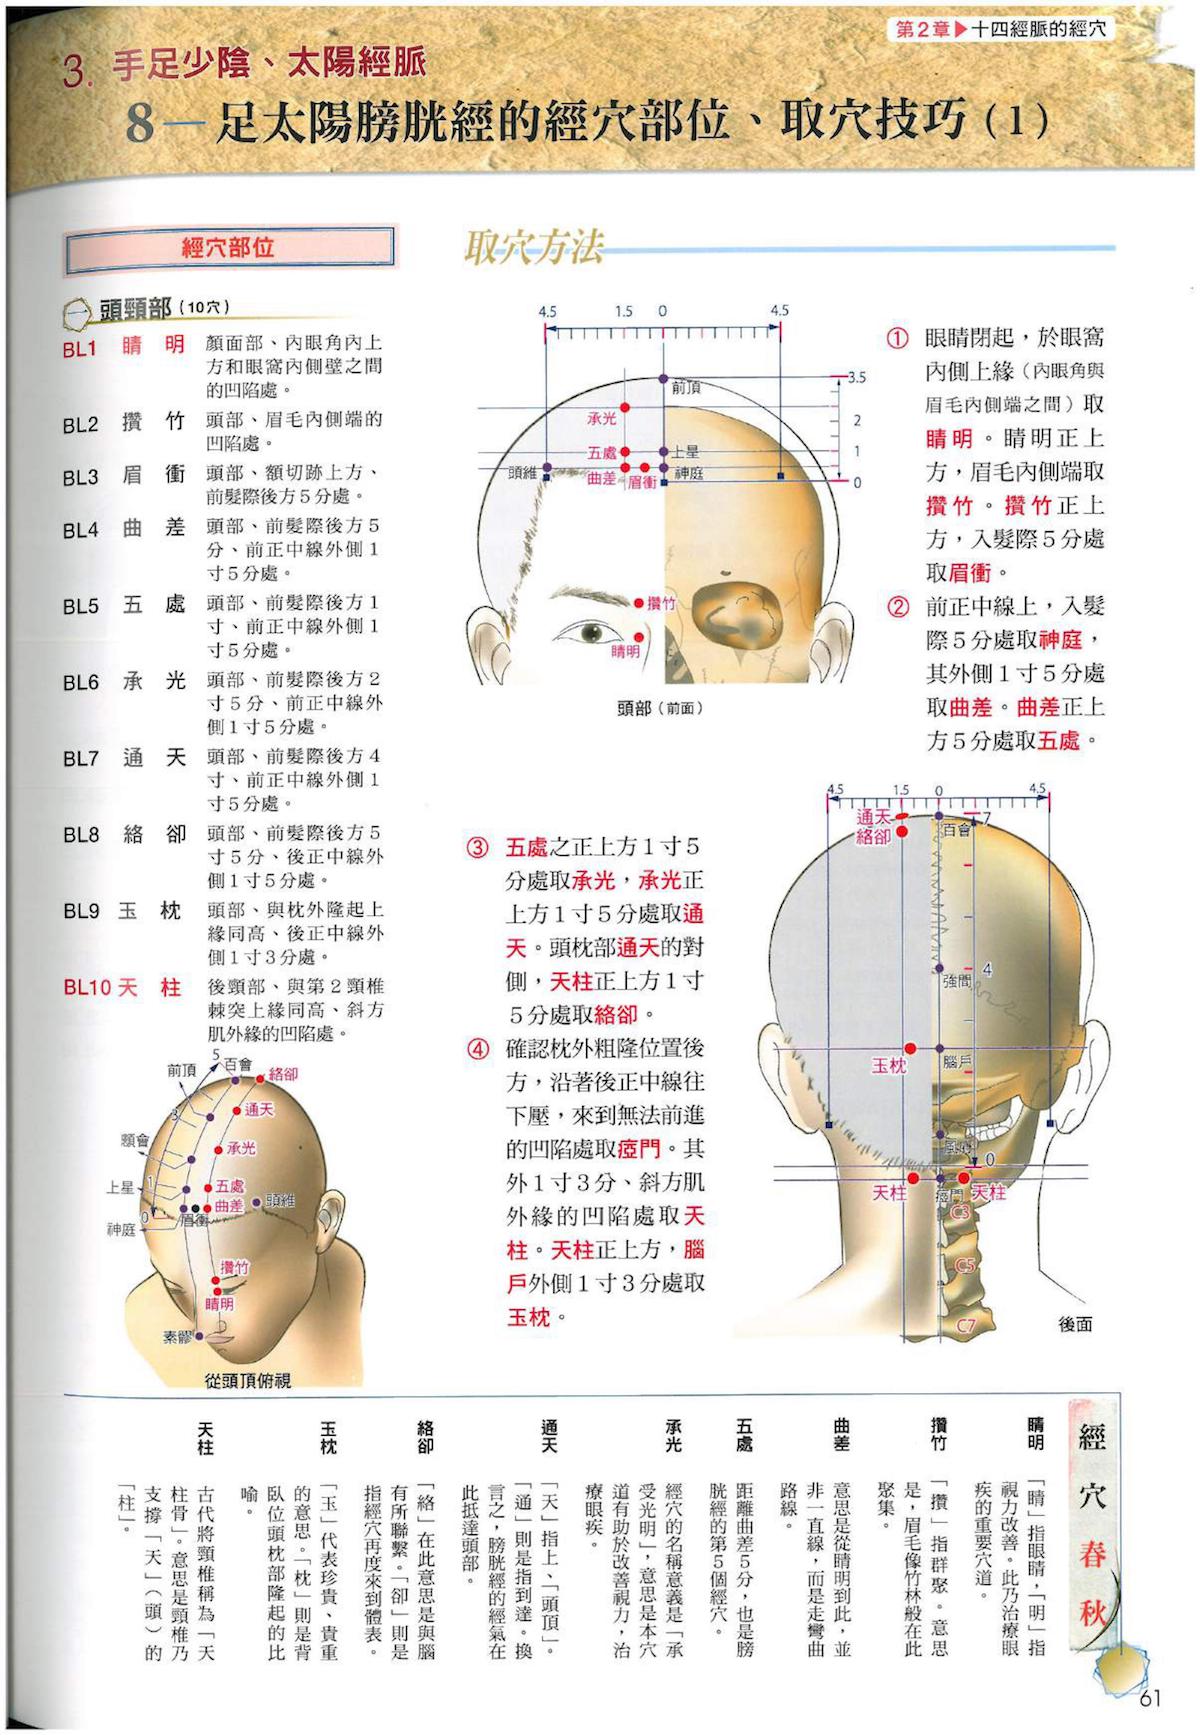 第2章▶十四經脈的經穴
3. 手足少陰、太陽經脈
8—足太陽膀胱經的經穴部位、取穴技巧(1)
經穴部位
頭頸部(10穴)
BL1 睛明 顏面部、內眼角內上
方和眼窩內側壁之間
的凹陷處。
BL2 攢竹 頭部、眉毛內側端的
凹陷處。
BL3 眉衝 頭部、額切跡上方、
前髮際後方5分處。
BL4 曲差 頭部、前髮際後方5
分、前正中線外側1
寸5分處。
BL5 五處 頭部、前髮際後方1
寸、前正中線外側1
寸5分處。
BL6 承光 頭部、前髮際後方2
寸5分、前正中線外
側1寸5分處。
BL7 通天 頭部、前髮際後方4
寸、前正中線外側1
寸5分處。
BL8 絡卻 頭部、前髮際後方5
寸5分、後正中線外
側1寸5分處。
BL9 玉枕 頭部、與枕外隆起上
緣同高、後正中線外
側1寸3分處。
BL10 天柱 後頸部、與第2頸椎
棘突上緣同高、斜方
肌外緣的凹陷處。
5
百會
絡卻
前頂
通天
3
顖會
承光
1
上星
五處
頭維
0
眉衝
曲差
神庭
攢竹
睛明
素髎
從頭頂俯視
取穴方法
4.5 1.5 0 4.5
前頂
3.5
承光
2
五處
上星
1
頭維
曲差
眉衝
神庭
0
攢竹
睛明
頭部(前面)
① 眼睛閉起，於眼窩
內側上緣(內眼角與
眉毛內側端之間)取
睛明。睛明正上
方，眉毛內側端取
攢竹。攢竹正上
方，入髮際5分處
取眉衝。
② 前正中線上，入髮
際5分處取神庭，
其外側1寸5分處
取曲差。曲差正上
方5分處取五處。
③ 五處之正上方1寸5
分處取承光，承光正
上方1寸5分處取通
天。頭枕部通天的對
側，天柱正上方1寸
5分處取絡卻。
④ 確認枕外粗隆位置後
方，沿著後正中線往
下壓，來到無法前進
的凹陷處取瘂門。其
外1寸3分、斜方肌
外緣的凹陷處取天
柱。天柱正上方，腦
戶外側1寸3分處取
玉枕。
4.5 1.5 0 4.5
通天
絡卻
百會
7
4
強間
玉枕
腦戶
風府
0
天柱
瘂門
天柱
C3
C5
C7
後面
經穴春秋
睛明
「睛」指眼睛，「明」指
視力改善。此乃治療眼
疾的重要穴道。
攢竹
「攢」指群聚。意思
是，眉毛像竹林般在此
聚集。
曲差
意思是從睛明到此，並
非一直線，而是走彎曲
路線。
五處
距離曲差5分，也是膀
胱經的第5個經穴。
承光
經穴的名稱意義是「承
受光明」，意思是本穴
道有助於改善視力，治
療眼疾。
通天
「天」指上、「頭頂」。
「通」則是指到達。換
言之，膀胱經的經氣在
此抵達頭部。
絡卻
「絡」在此意思是與腦
有所聯繫。「卻」則是
指經穴再度來到體表。
玉枕
「玉」代表珍貴、貴重
的意思。「枕」則是背
臥位頭枕部隆起的比
喻。
天柱
古代將頸椎稱為「天
柱骨」。意思是頸椎乃
支撐「天」(頭)的
「柱」。
61